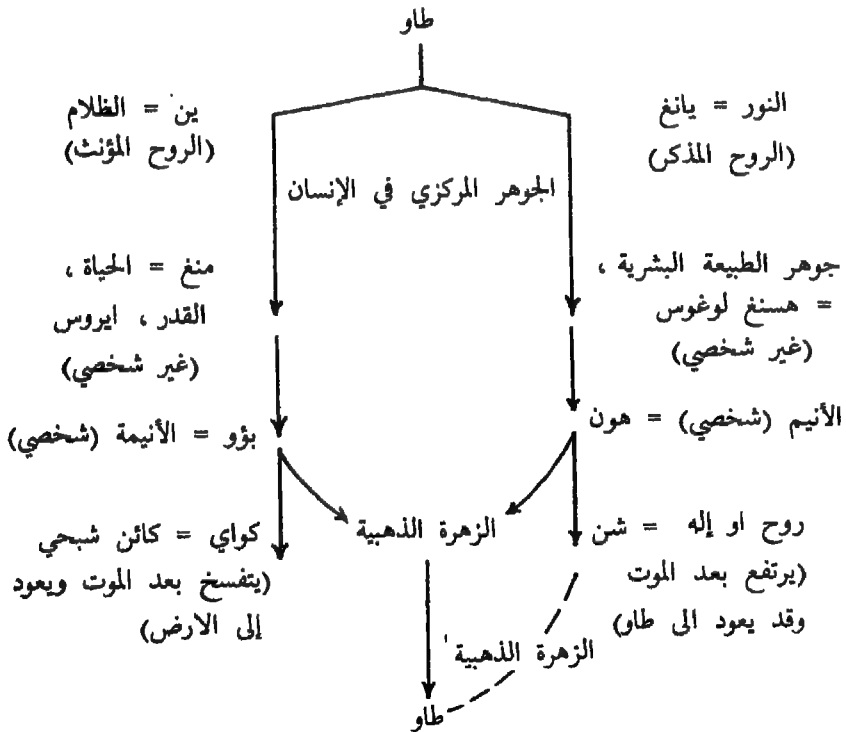 طاو
النور = يانغ
(الروح المذكر)
ين = الظلام
(الروح المؤنث)
الجوهر المركزي في الإنسان
جوهر الطبيعة البشرية ،
= هسنغ لوغوس
(غير شخصي)
منغ = الحياة ،
القدر ، ايروس
(غير شخصي)
الأنيم (شخصي) = هون
بؤو = الأنيمة (شخصي)
روح او إله = شن
(يرتفع بعد الموت
وقد يعود الى طاو)
الزهرة الذهبية
كواي = كائن شبحي
(يتفسخ بعد الموت ويعود
إلى الارض)
الزهرة الذهبية
طاو